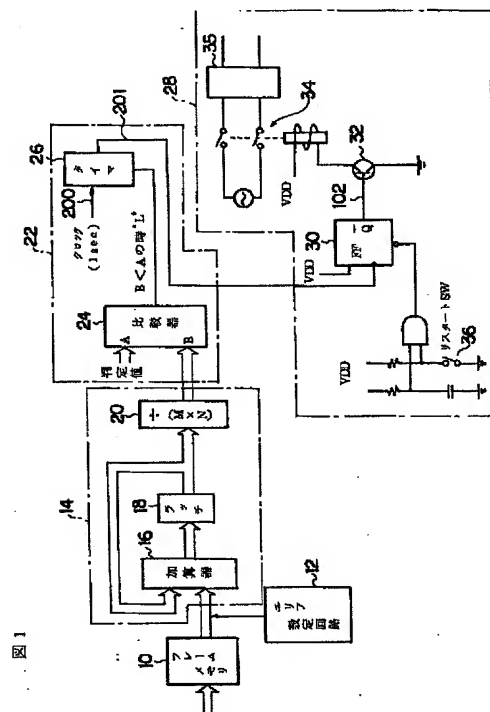 図1
10
フレーム
メモリ
12
エリア
設定回路
14
16
加算器
18
ラッチ
20
÷
(M×N)
22
24
比較器
A
B
判定値
B<Aの時"L"
26
タイマ
200
クロック
(1sec)
201
28
30
FF
Q
VDD
102
32
VDD
34
35
VDD
リスタートSW
36